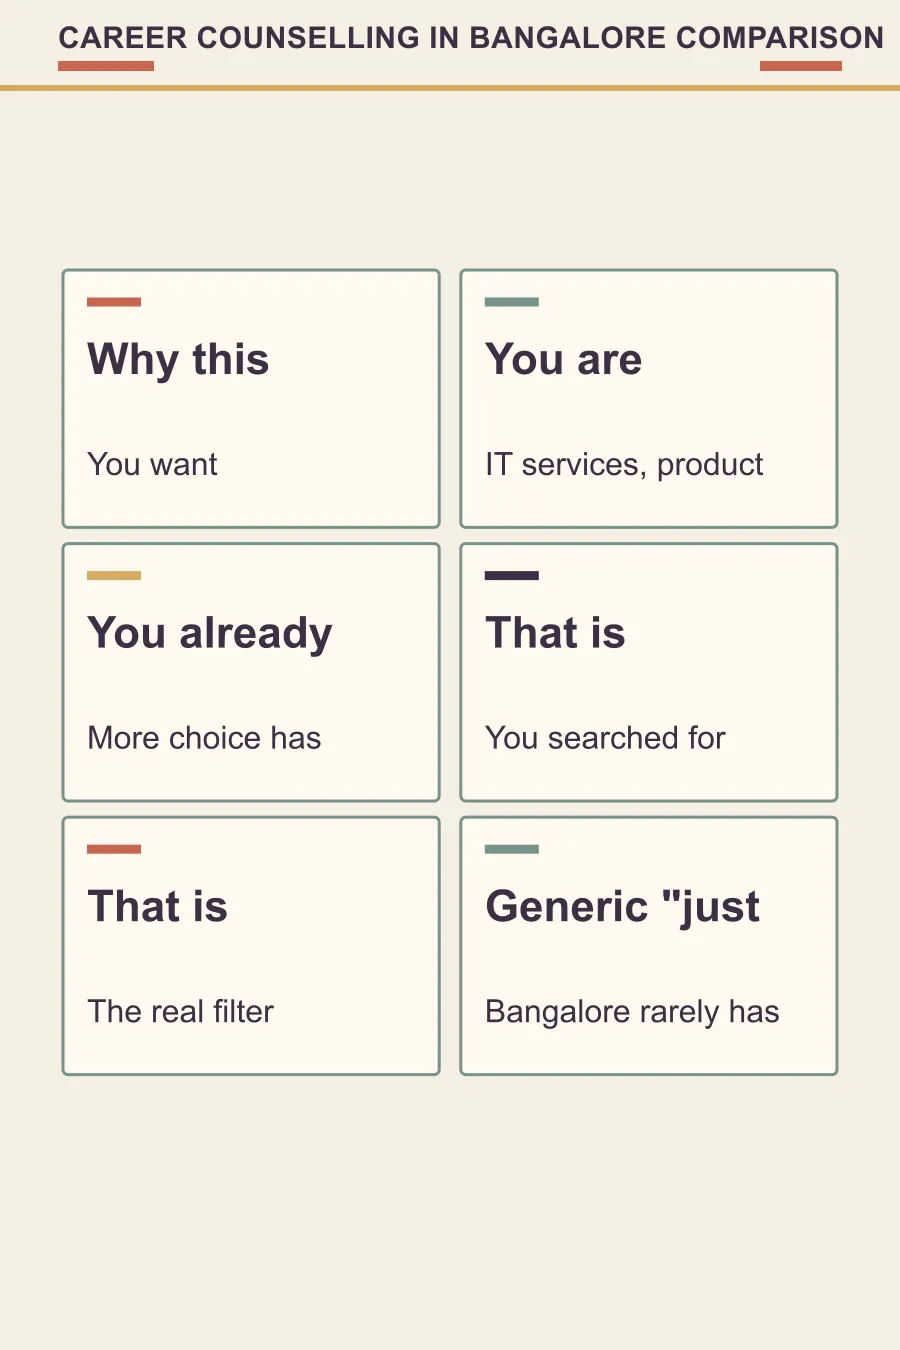 CAREER COUNSELLING IN BANGALORE COMPARISON
Why this
You want
You are
IT services, product
You already
More choice has
That is
You searched for
That is
The real filter
Generic "just
Bangalore rarely has